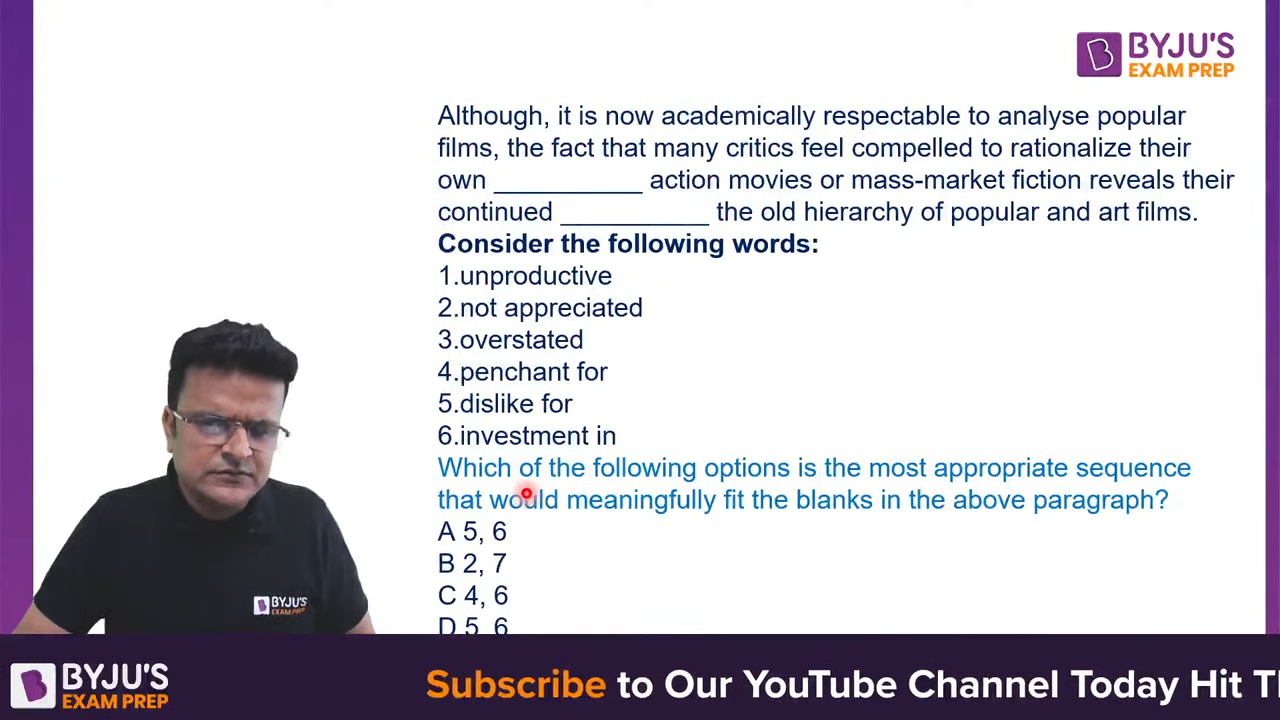 BYJU'S
EXAM PREP
Although, it is now academically respectable to analyse popular
films, the fact that many critics feel compelled to rationalize their
own __________ action movies or mass-market fiction reveals their
continued __________ the old hierarchy of popular and art films.
Consider the following words:
1.unproductive
2.not appreciated
3.overstated
4.penchant for
5.dislike for
6.investment in
Which of the following options is the most appropriate sequence
that would meaningfully fit the blanks in the above paragraph?
A 5, 6
B 2, 7
C 4, 6
D 5, 6
BYJU'S
EXAM PREP
BYJU'S
EXAM PREP
Subscribe to Our YouTube Channel Today Hit T